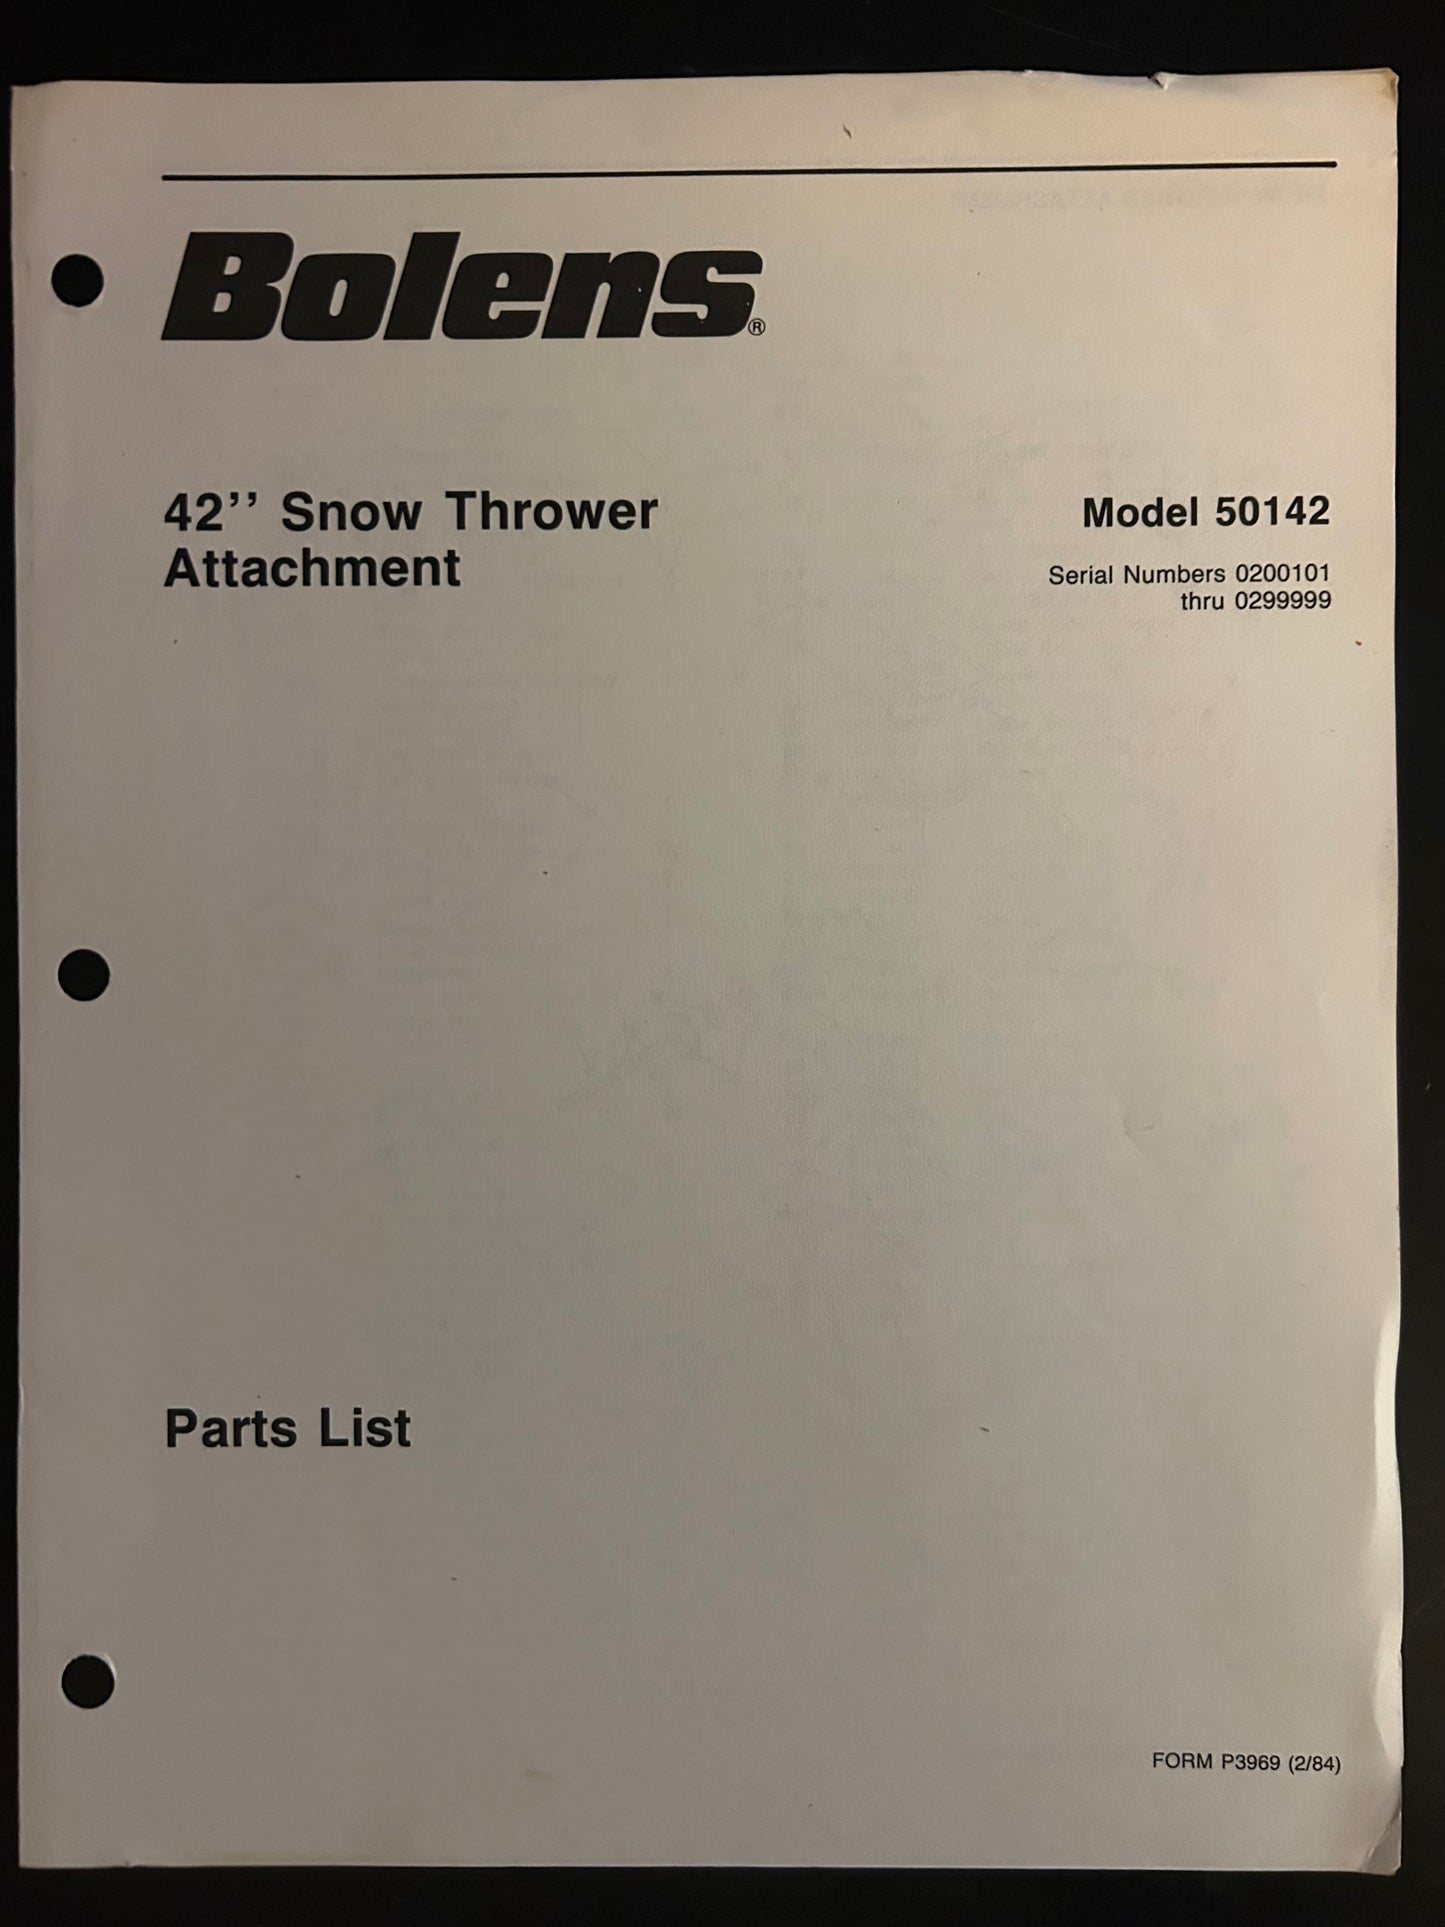 Bolens®
42’’ Snow Thrower
Attachment
Model 50142
Serial Numbers 0200101
thru 0299999
Parts List
FORM P3969 (2/84)